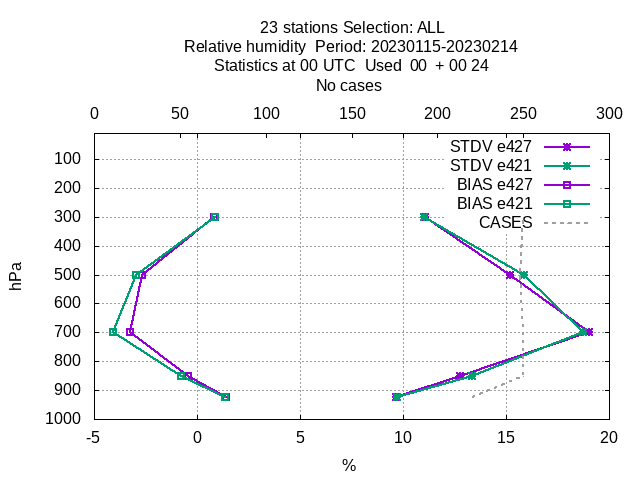 23 stations Selection: ALL
Relative humidity  Period: 20230115-20230214
Statistics at 00 UTC  Used  00  + 00 24
No cases
0 50 100 150 200 250 300
STDV e427
STDV e421
BIAS e427
BIAS e421
CASES
hPa
100
200
300
400
500
600
700
800
900
1000
-5 0 5 10 15 20
%